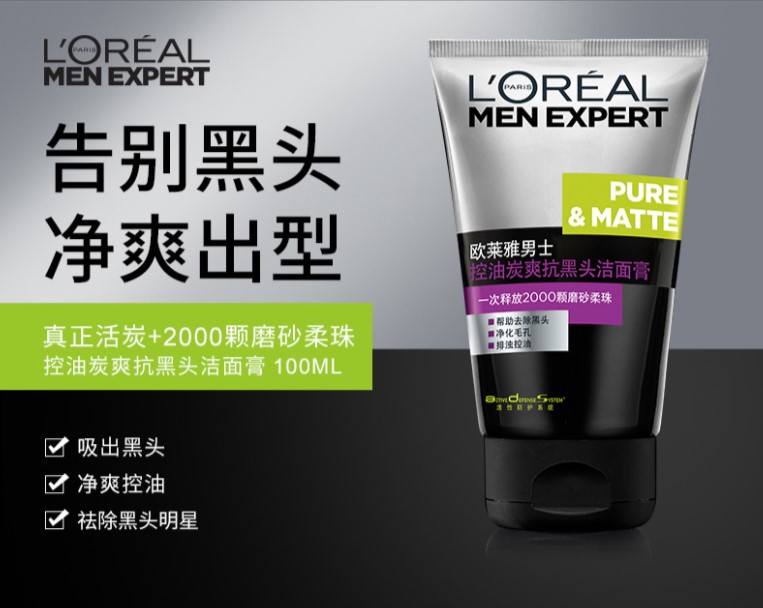 L'ORÉAL
PARIS
MEN EXPERT
告别黑头
净爽出型
真正活炭+2000颗磨砂柔珠
控油炭爽抗黑头洁面膏 100ML
吸出黑头
净爽控油
祛除黑头明星
L'ORÉAL
PARIS
MEN EXPERT
PURE
& MATTE
欧莱雅男士
控油炭爽抗黑头洁面膏
一次释放2000颗磨砂柔珠
帮助去除黑头
净化毛孔
排浊控油
ACTIVE DEFENSE SYSTEM
活性防护系统